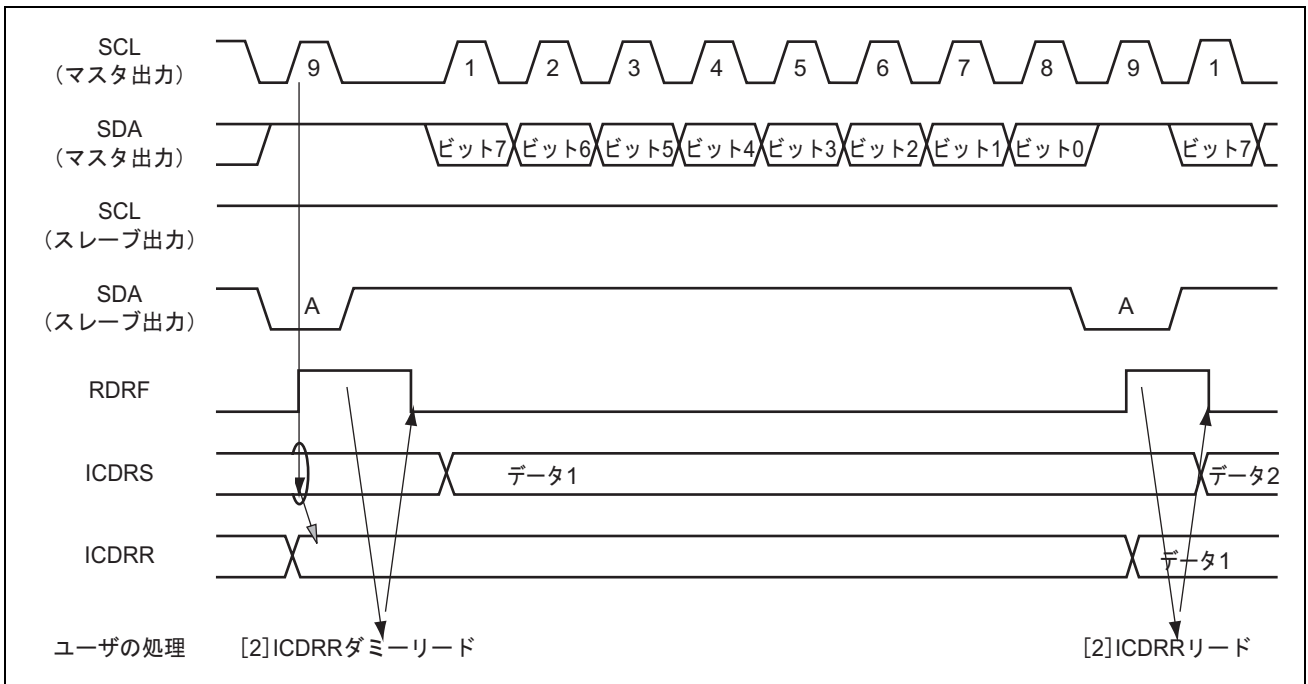 SCL
(マスタ出力)
9 1 2 3 4 5 6 7 8 9 1
SDA
(マスタ出力)
ビット7 ビット6 ビット5 ビット4 ビット3 ビット2 ビット1 ビット0 ビット7
SCL
(スレーブ出力)
SDA
(スレーブ出力)
A A
RDRF
ICDRS
データ1 データ2
ICDRR
データ1
ユーザの処理 [2]ICDRRダミーリード [2]ICDRRリード